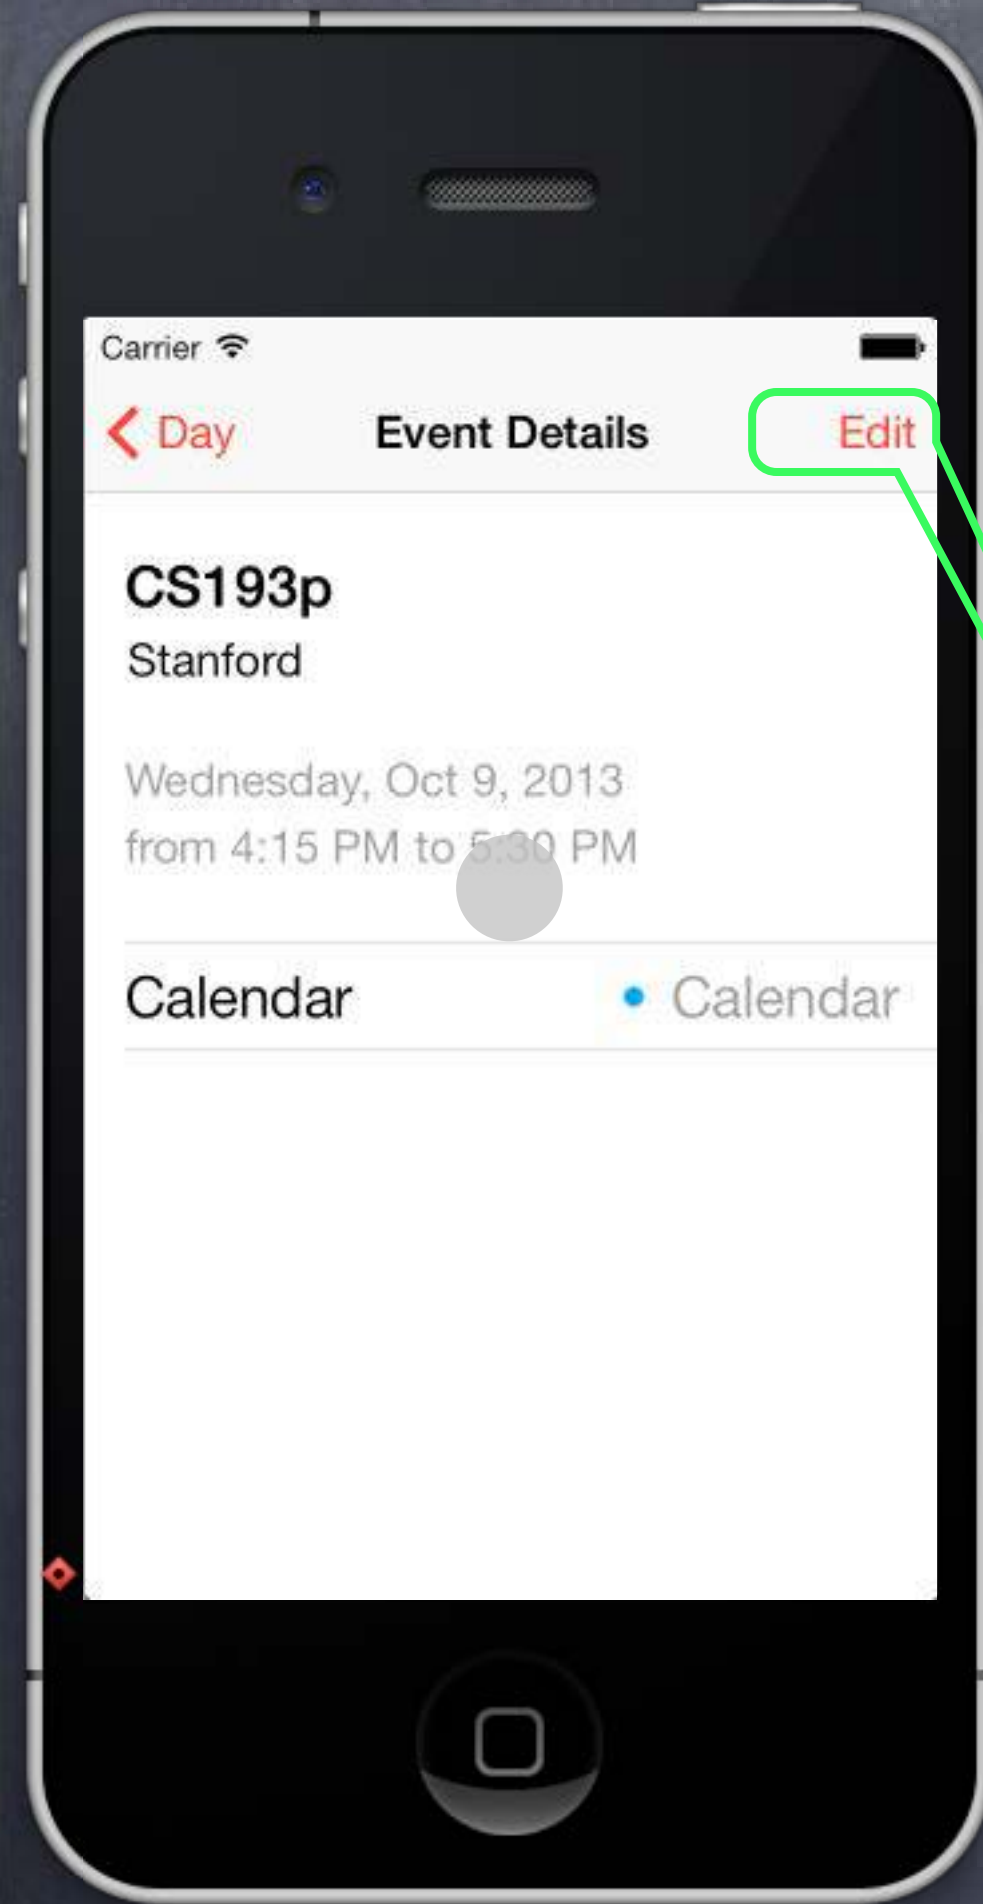 Carrier
Day Event Details Edit
CS193p
Stanford
Wednesday, Oct 9, 2013
from 4:15 PM to 5:30 PM
Calendar • Calendar